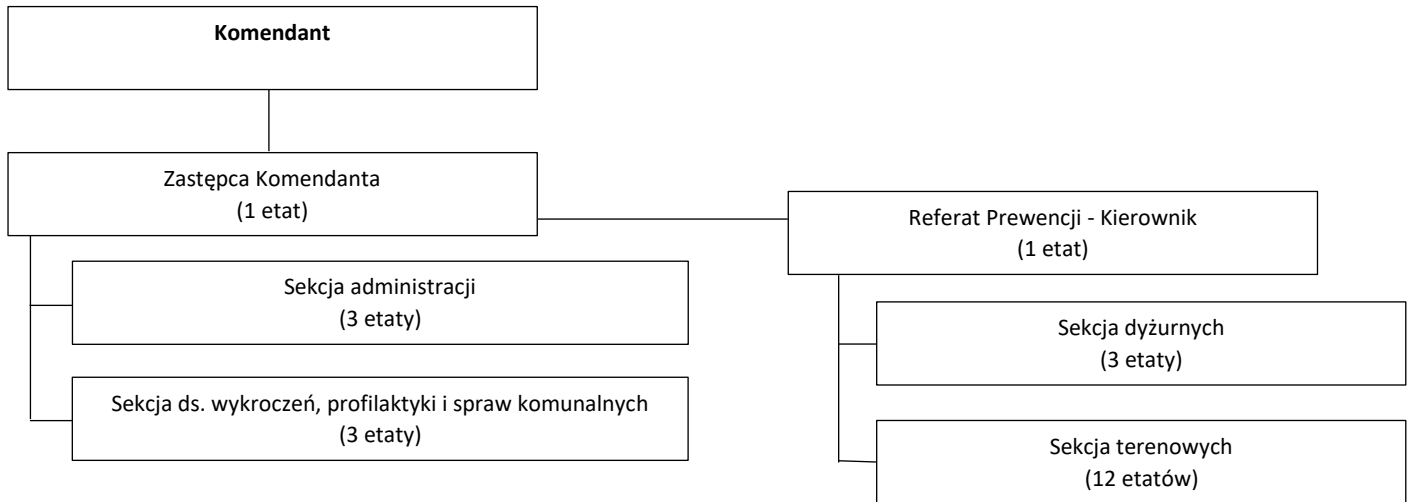 Komendant
Zastępca Komendanta
(1 etat)
Referat Prewencji - Kierownik
(1 etat)
Sekcja administracji
(3 etaty)
Sekcja dyżurnych
(3 etaty)
Sekcja ds. wykroczeń, profilaktyki i spraw komunalnych
(3 etaty)
Sekcja terenowych
(12 etatów)